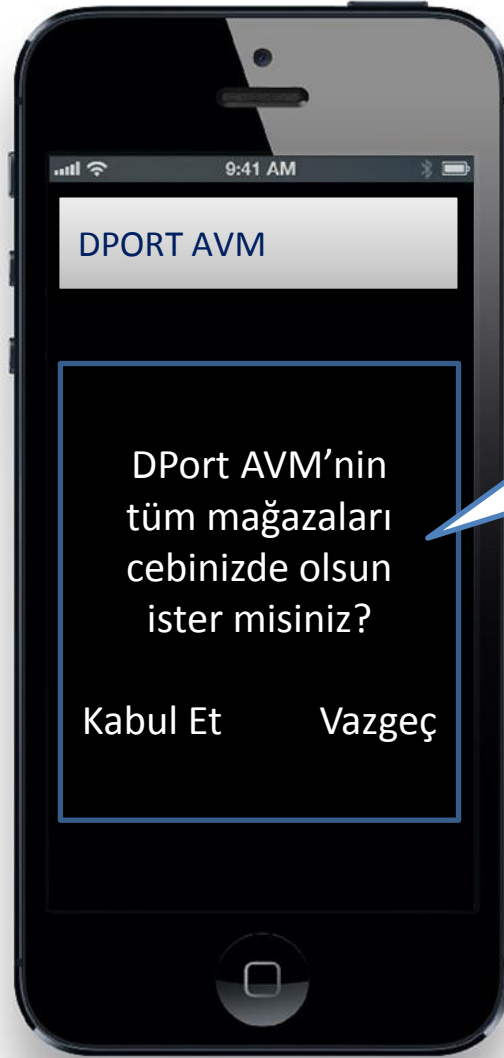 9:41 AM
DPORT AVM
DPort AVM’nin
tüm mağazaları
cebinizde olsun
ister misiniz?
Kabul Et Vazgeç